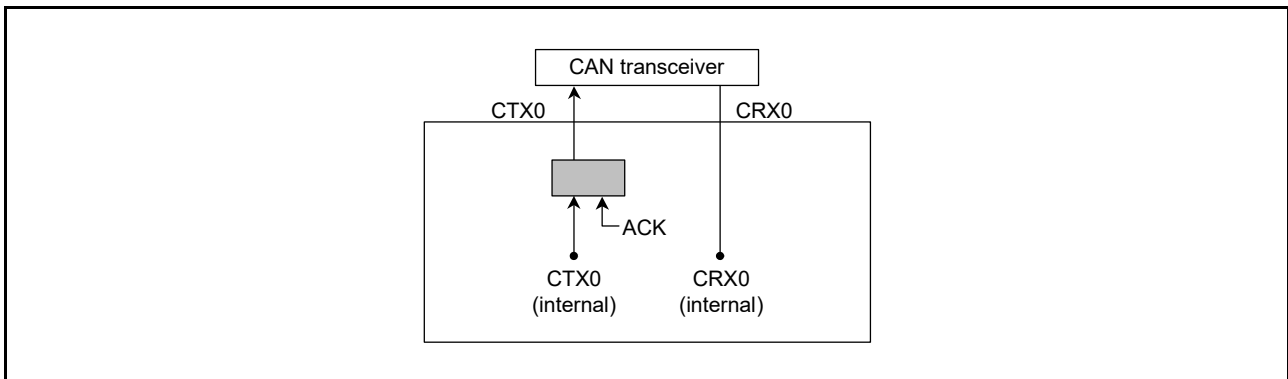 CAN transceiver
CTX0
CRX0
ACK
CTX0
(internal)
CRX0
(internal)